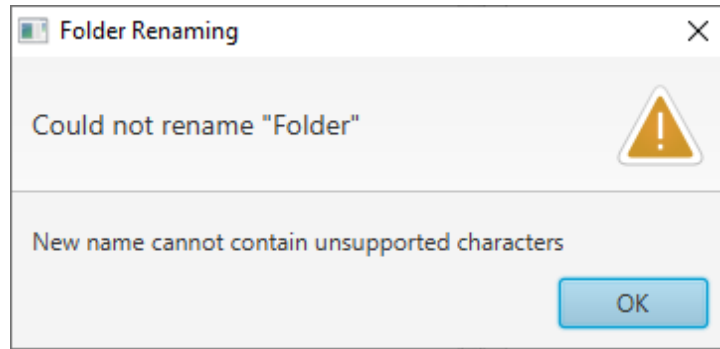 Folder Renaming
Could not rename "Folder"
New name cannot contain unsupported characters
OK